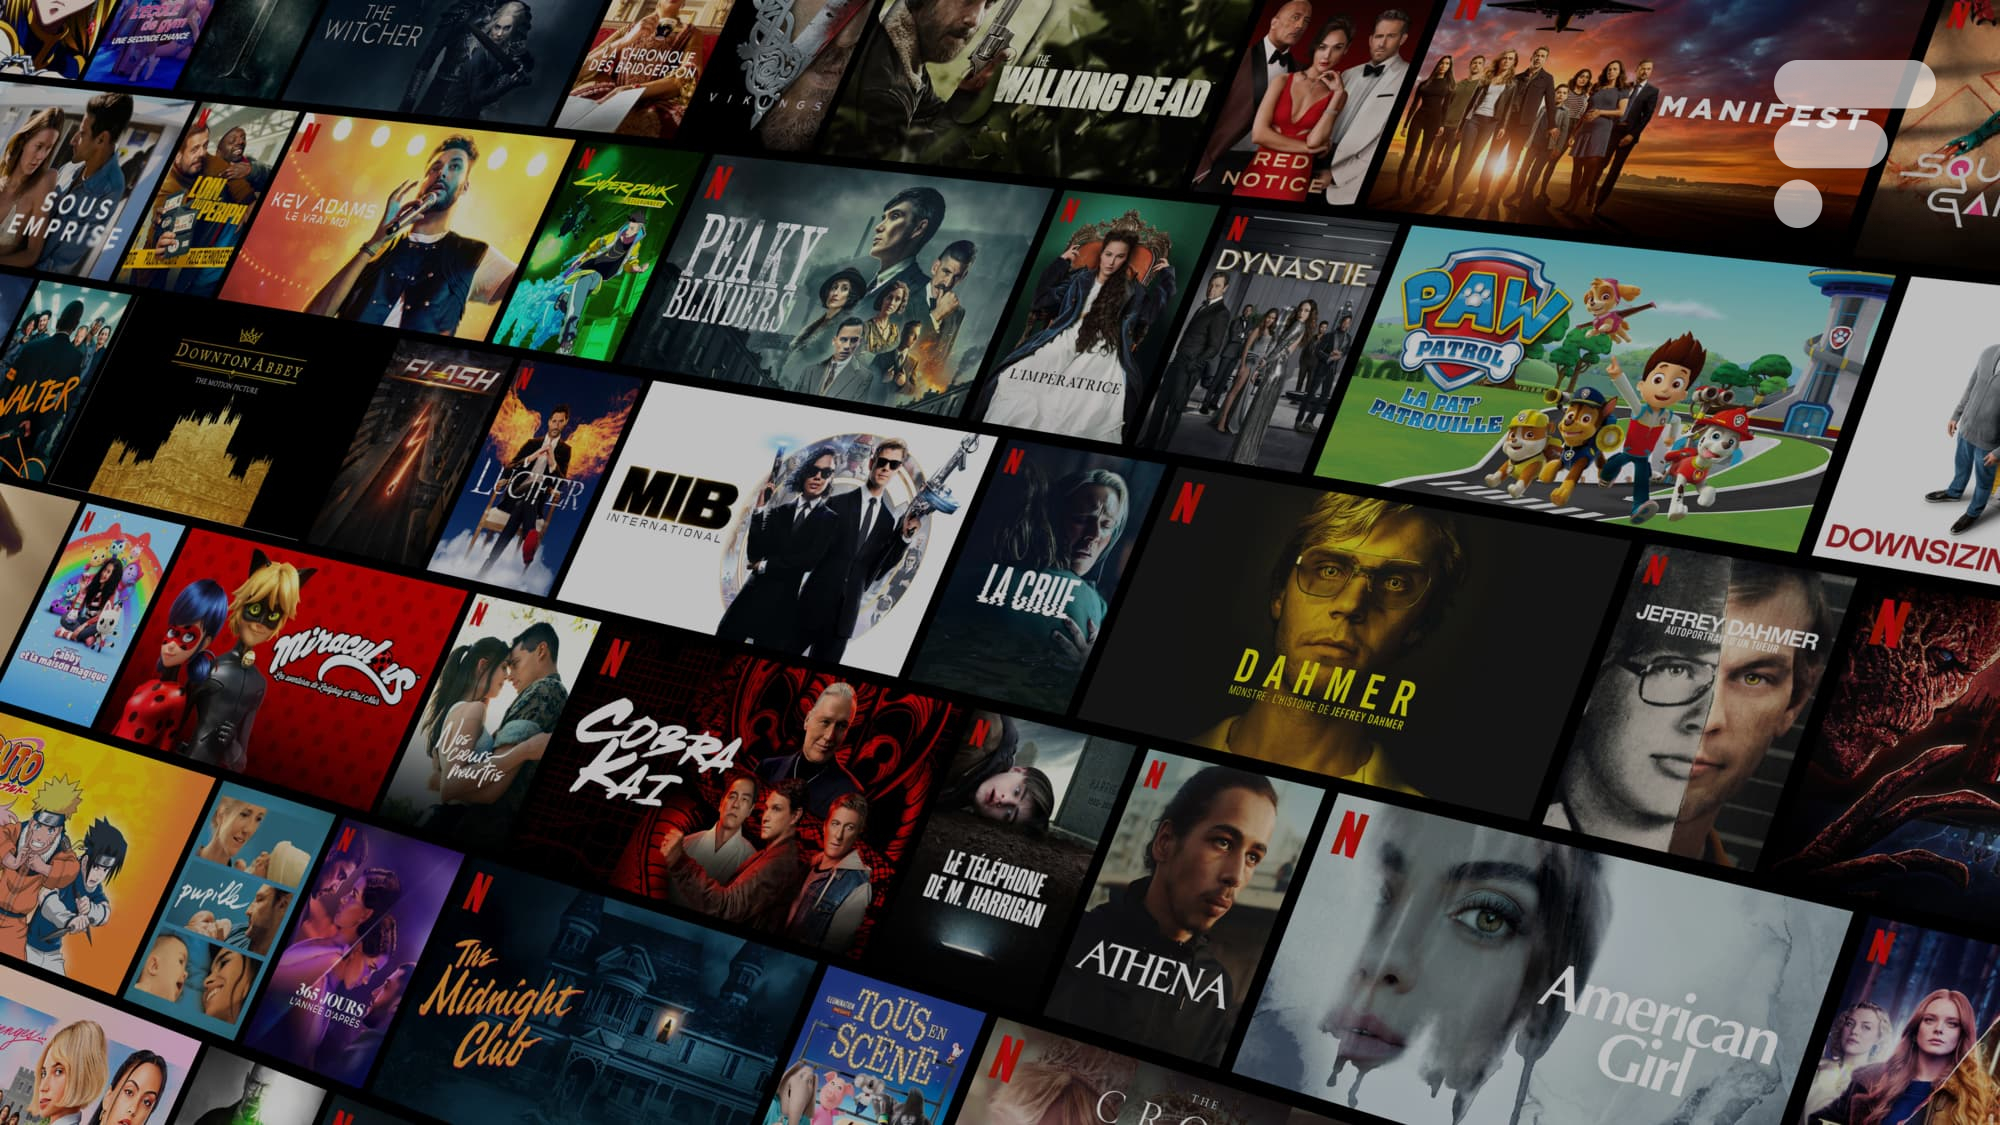 L'École
de gym
UNE SECONDE CHANCE
THE
WITCHER
LA CHRONIQUE
DES BRIDGERTON
VIKINGS
THE
WALKING DEAD
RED
NOTICE
MANIFEST
SOUS
EMPRISE
LOIN
DU PERIPH
KEV ADAMS
LE VRAI MOI
CYBERPUNK
EDGERUNNERS
PEAKY
BLINDERS
L'IMPÉRATRICE
DYNASTIE
PAW
PATROL
LA PAT'
PATROUILLE
WALTER
DOWNTON ABBEY
THE MOTION PICTURE
FLASH
LUCIFER
MIB
INTERNATIONAL
LA CRUE
DAHMER
MONSTRE : L'HISTOIRE DE JEFFREY DAHMER
JEFFREY DAHMER
AUTOPORTRAIT D'UN TUEUR
DOWNSIZIN
Gabby
et la maison magique
Miraculous
Les aventures de Ladybug et Chat Noir
Nos
cœurs
meurtris
COBRA
KAI
LE TÉLÉPHONE
DE M. HARRIGAN
ATHENA
American
Girl
UTO
pupille
365 JOURS
L'ANNÉE D'APRÈS
The
Midnight
Club
ILLUMINATION
TOUS EN
SCÈNE
THE
CRO